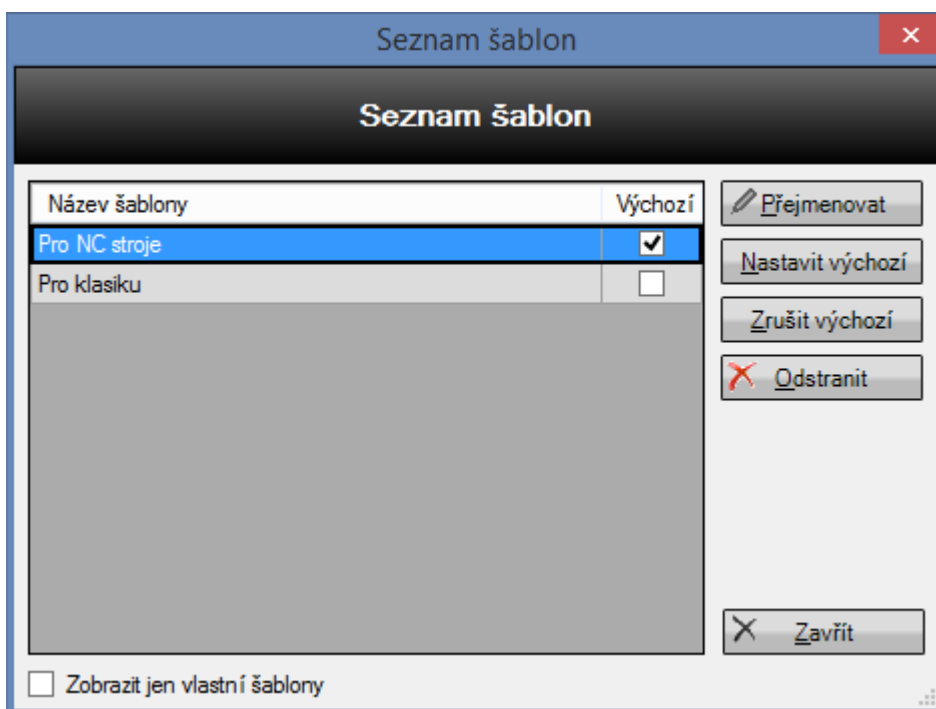 Seznam šablon
Seznam šablon
Název šablony Výchozí
Pro NC stroje
Pro klasiku
Přejmenovat
Nastavit výchozí
Zrušit výchozí
Odstranit
Zavřít
Zobrazit jen vlastní šablony